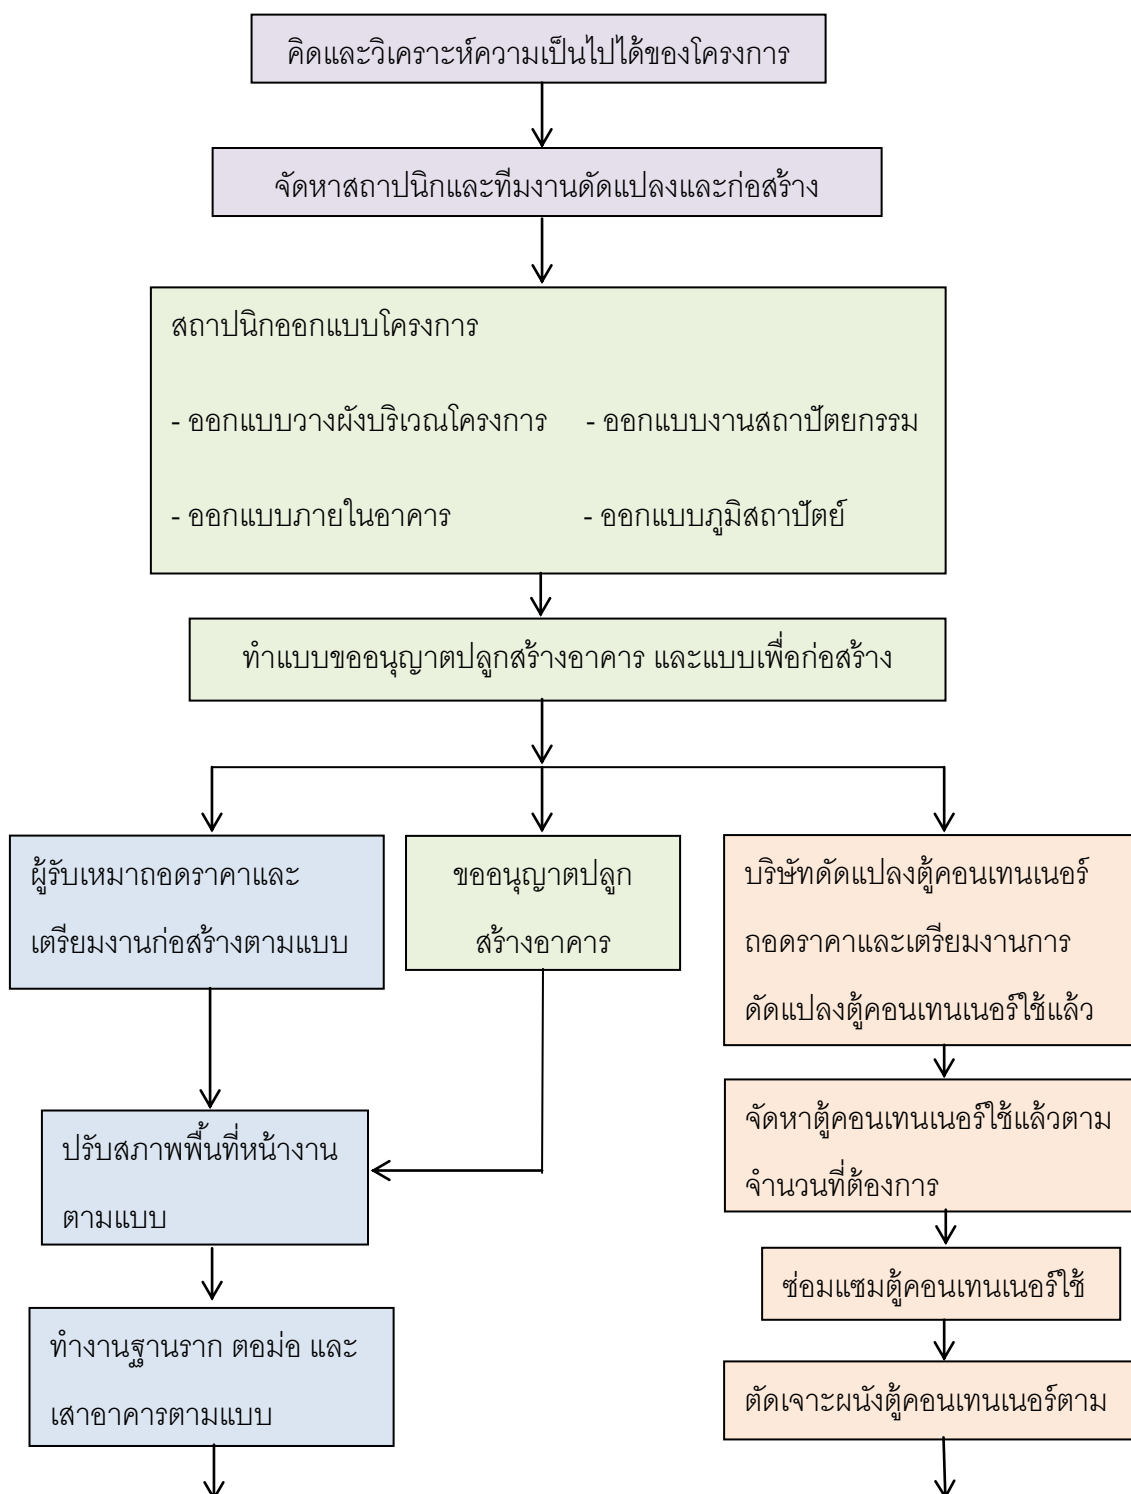 คิดและวิเคราะห์ความเป็นไปได้ของโครงการ
จัดหาสถาปนิกและทีมงานดัดแปลงและก่อสร้าง
สถาปนิกออกแบบโครงการ
- ออกแบบวางผังบริเวณโครงการ - ออกแบบงานสถาปัตยกรรม
- ออกแบบภายในอาคาร - ออกแบบภูมิสถาปัตย์
ทำแบบขออนุญาตปลูกสร้างอาคาร และแบบเพื่อก่อสร้าง
ผู้รับเหมาถอดราคาและ
เตรียมงานก่อสร้างตามแบบ
ขออนุญาตปลูก
สร้างอาคาร
บริษัทดัดแปลงตู้คอนเทนเนอร์
ถอดราคาและเตรียมงานการ
ดัดแปลงตู้คอนเทนเนอร์ใช้แล้ว
ปรับสภาพพื้นที่หน้างาน
ตามแบบ
จัดหาตู้คอนเทนเนอร์ใช้แล้วตาม
จำนวนที่ต้องการ
ซ่อมแซมตู้คอนเทนเนอร์ใช้
ทำงานฐานราก ตอม่อ และ
เสาอาคารตามแบบ
ตัดเจาะผนังตู้คอนเทนเนอร์ตาม